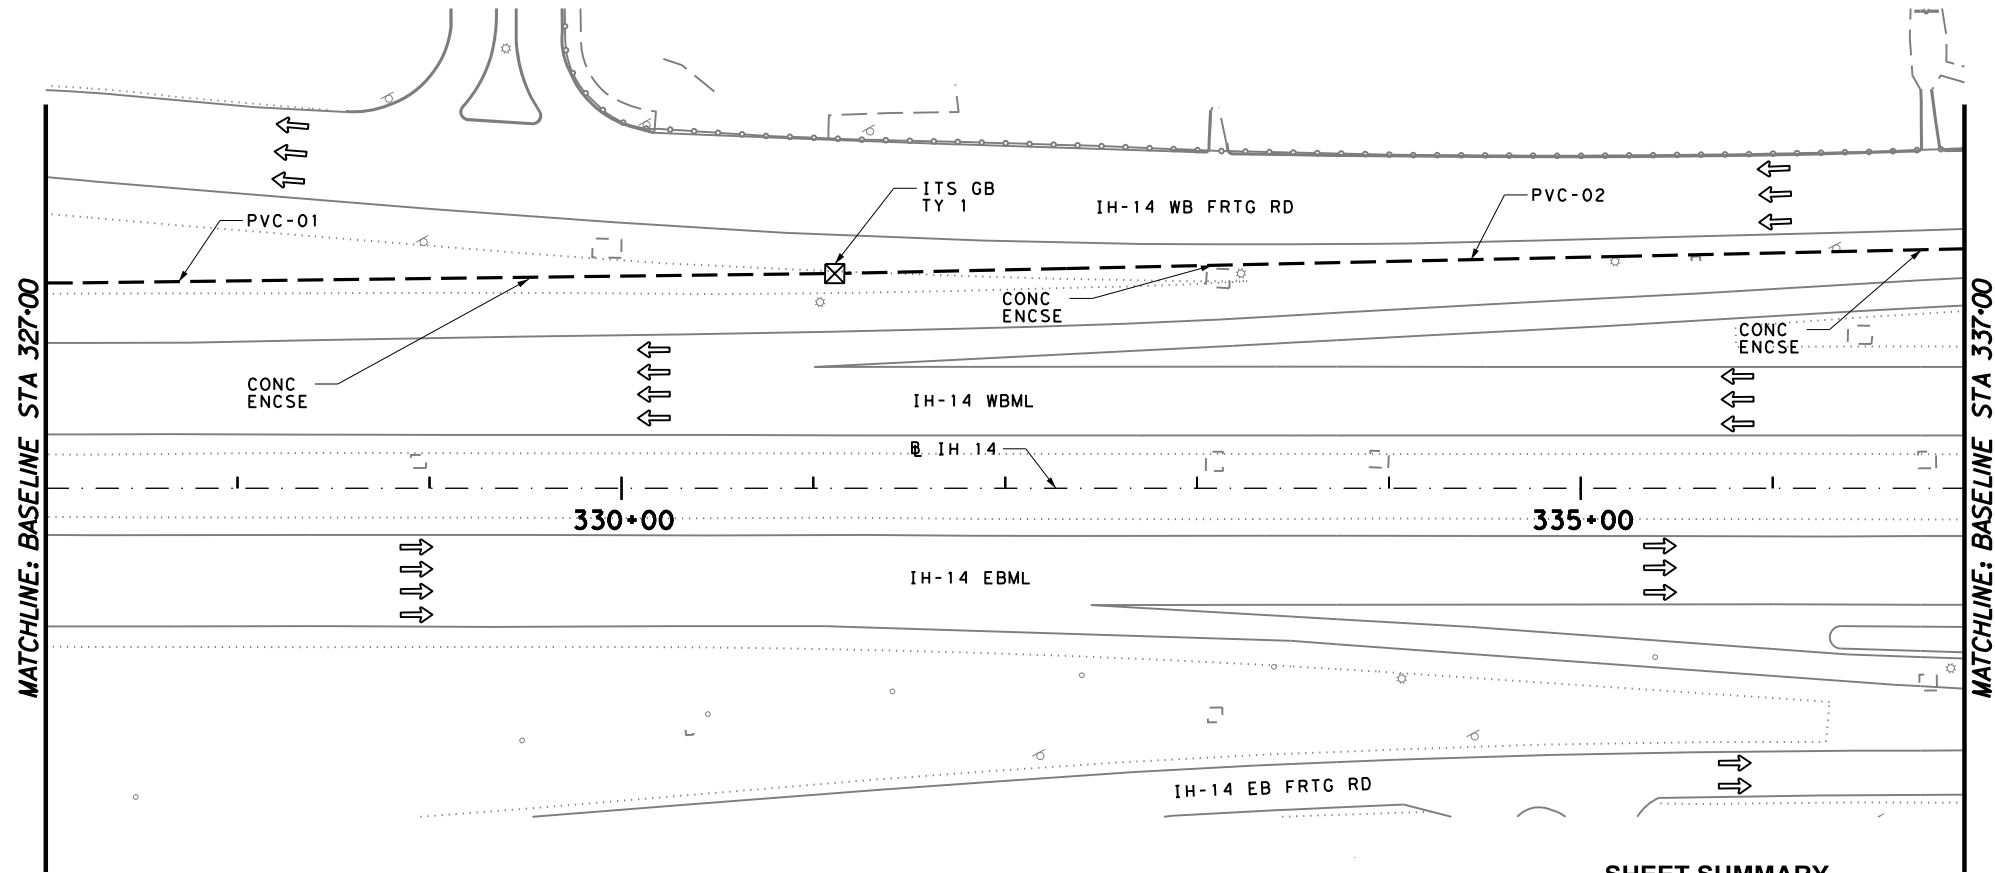 ITS GB
TY 1
IH-14 WB FRTG RD
PVC-02
PVC-01
CONC
ENCSE
CONC
ENCSE
CONC
ENCSE
IH-14 WBML
IH 14
330+00
335+00
IH-14 EBML
IH-14 EB FRTG RD
MATCHLINE: BASELINE STA 327+00
MATCHLINE: BASELINE STA 337+00
SHEET SUMMARY